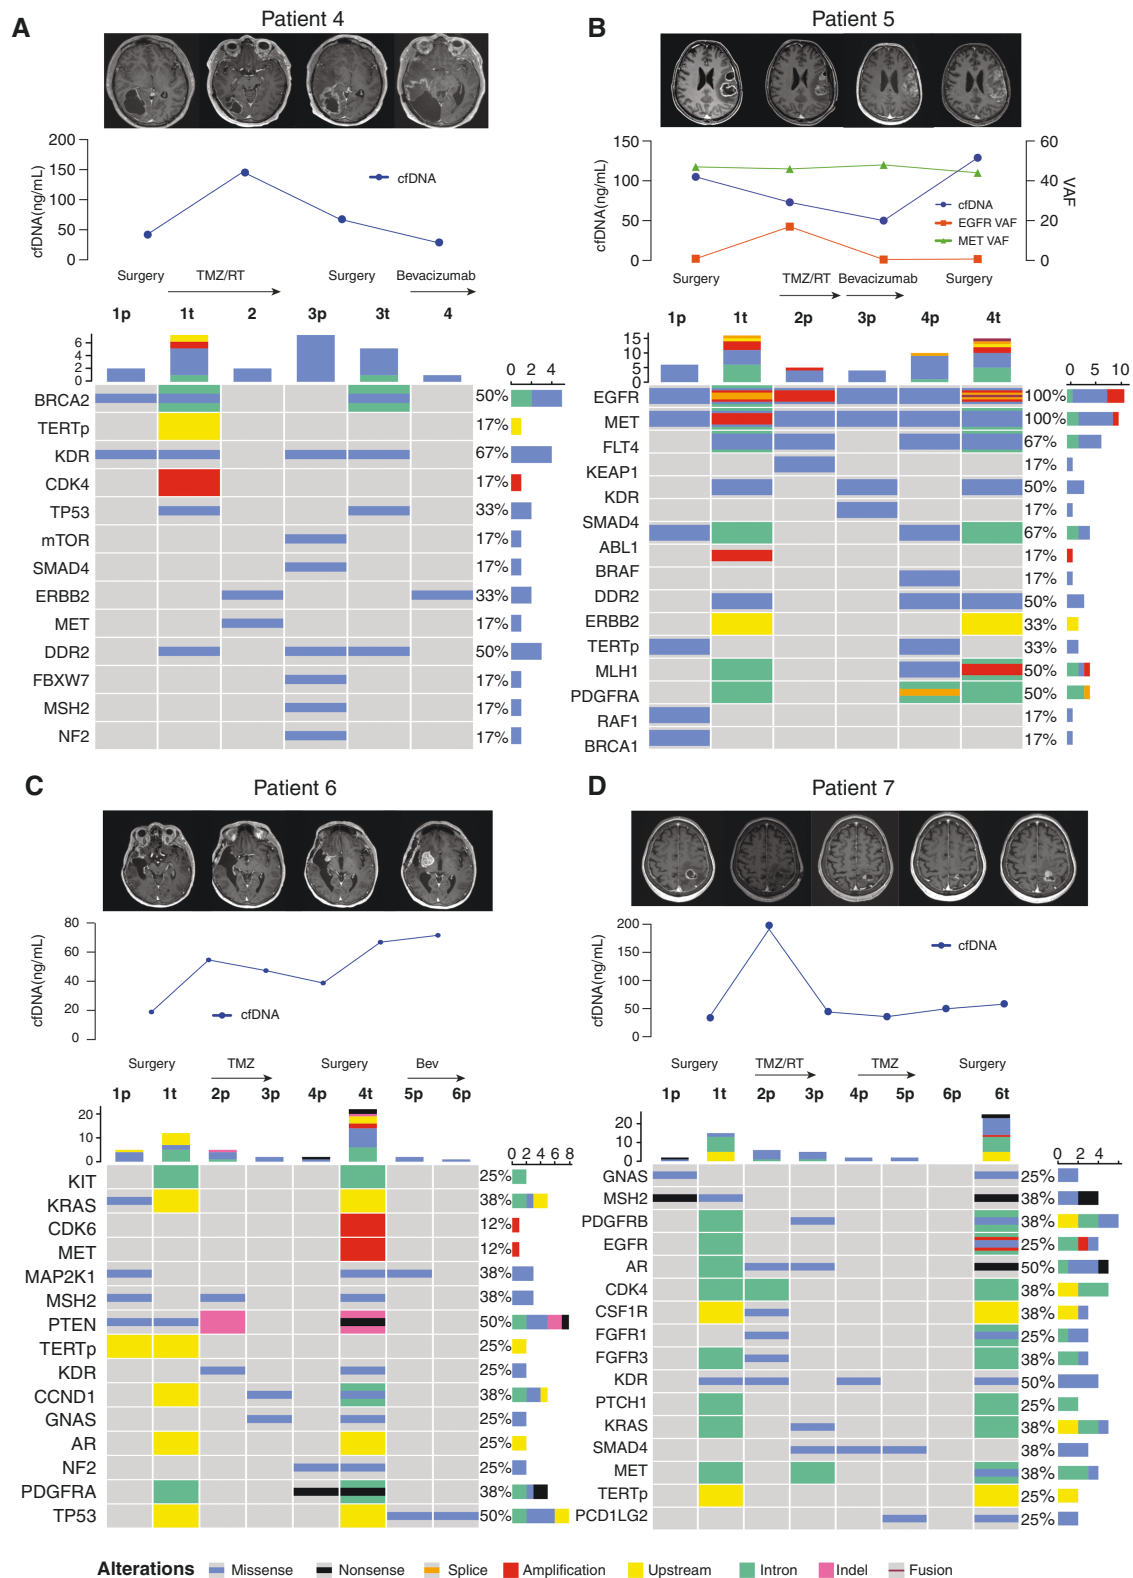 A
Patient 4
cfDNA(ng/mL)
200
150
100
50
0
cfDNA
Surgery TMZ/RT Surgery Bevacizumab
1p 1t 2 3p 3t 4
6
4
2
0
0 2 4
BRCA2 50%
TERTp 17%
KDR 67%
CDK4 17%
TP53 33%
mTOR 17%
SMAD4 17%
ERBB2 33%
MET 17%
DDR2 50%
FBXW7 17%
MSH2 17%
NF2 17%
B
Patient 5
cfDNA(ng/mL)
150
100
50
0
60
40
20
0
VAF
cfDNA
EGFR VAF
MET VAF
Surgery TMZ/RT Bevacizumab Surgery
1p 1t 2p 3p 4p 4t
15
10
5
0
0 5 10
EGFR 100%
MET 100%
FLT4 67%
KEAP1 17%
KDR 50%
SMAD4 17%
ABL1 67%
BRAF 17%
DDR2 17%
ERBB2 50%
TERTp 33%
MLH1 33%
PDGFRA 50%
RAF1 50%
BRCA1 17%
17%
C
Patient 6
cfDNA(ng/mL)
80
60
40
20
0
cfDNA
Surgery TMZ Surgery Bev
1p 1t 2p 3p 4p 4t 5p 6p
20
10
0
0 2 4 6 8
KIT 25%
KRAS 38%
CDK6 12%
MET 12%
MAP2K1 38%
MSH2 38%
PTEN 50%
TERTp 25%
KDR 25%
CCND1 38%
GNAS 25%
AR 25%
NF2 25%
PDGFRA 38%
TP53 50%
D
Patient 7
cfDNA(ng/mL)
200
150
100
50
0
cfDNA
Surgery TMZ/RT TMZ Surgery
1p 1t 2p 3p 4p 5p 6p 6t
20
10
0
0 2 4
GNAS 25%
MSH2 38%
PDGFRB 38%
EGFR 25%
AR 50%
CDK4 38%
CSF1R 38%
FGFR1 25%
FGFR3 38%
KDR 50%
PTCH1 25%
KRAS 38%
SMAD4 38%
MET 38%
TERTp 25%
PCD1LG2 25%
Alterations Missense Nonsense Splice Amplification Upstream Intron Indel Fusion